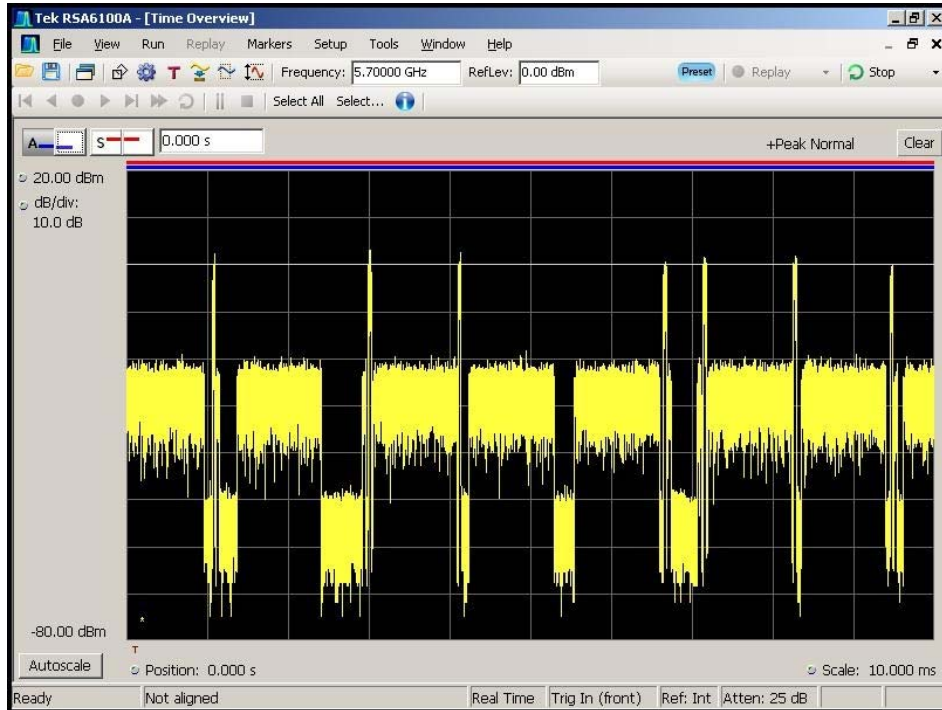 Tek RSA6100A - [Time Overview]
File View Run Replay Markers Setup Tools Window Help
T Frequency: 5.70000 GHz RefLev: 0.00 dBm Preset Replay Stop
Select All Select...
A S 0.000 s +Peak Normal Clear
20.00 dBm
dB/div:
10.0 dB
-80.00 dBm
*
T
Autoscale Position: 0.000 s Scale: 10.000 ms
Ready Not aligned Real Time Trig In (front) Ref: Int Atten: 25 dB